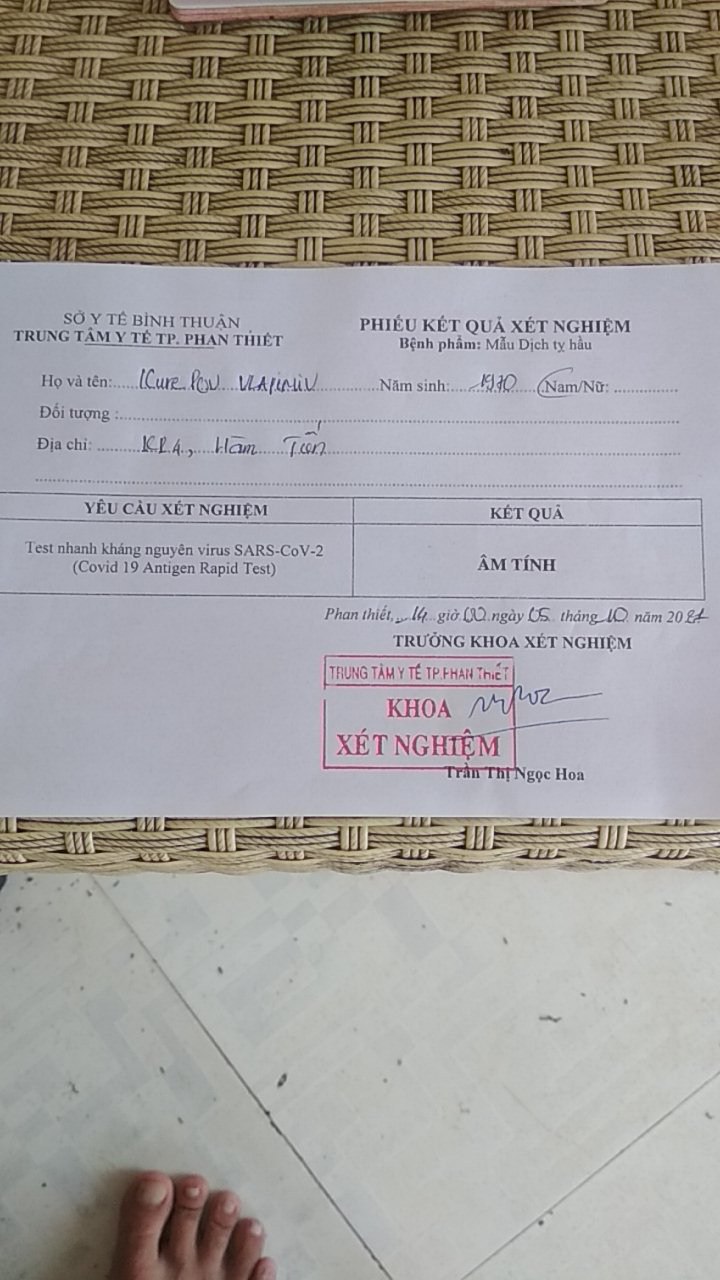 SỞ Y TẾ BÌNH THUẬN
TRUNG TÂM Y TẾ TP. PHAN THIẾT
PHIẾU KẾT QUẢ XÉT NGHIỆM
Bệnh phẩm: Mẫu Dịch tỵ hầu
Họ và tên: Năm sinh: 1970 Nam/Nữ:
Đối tượng :
Địa chỉ: KP.4, Hàm Tiến
YÊU CẦU XÉT NGHIỆM
KẾT QUẢ
Test nhanh kháng nguyên virus SARS-CoV-2
(Covid 19 Antigen Rapid Test)
ÂM TÍNH
Phan thiết, 14 giờ 00 ngày 05 tháng 10 năm 2021
TRƯỞNG KHOA XÉT NGHIỆM
TRUNG TÂM Y TẾ TP.PHAN THIẾT
KHOA
XÉT NGHIỆM
Trần Thị Ngọc Hoa